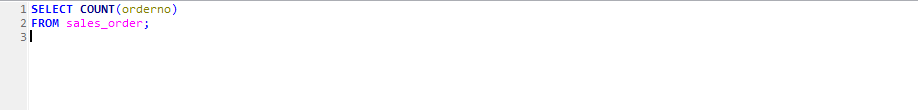 1 SELECT COUNT(orderno)
2 FROM sales_order;
3